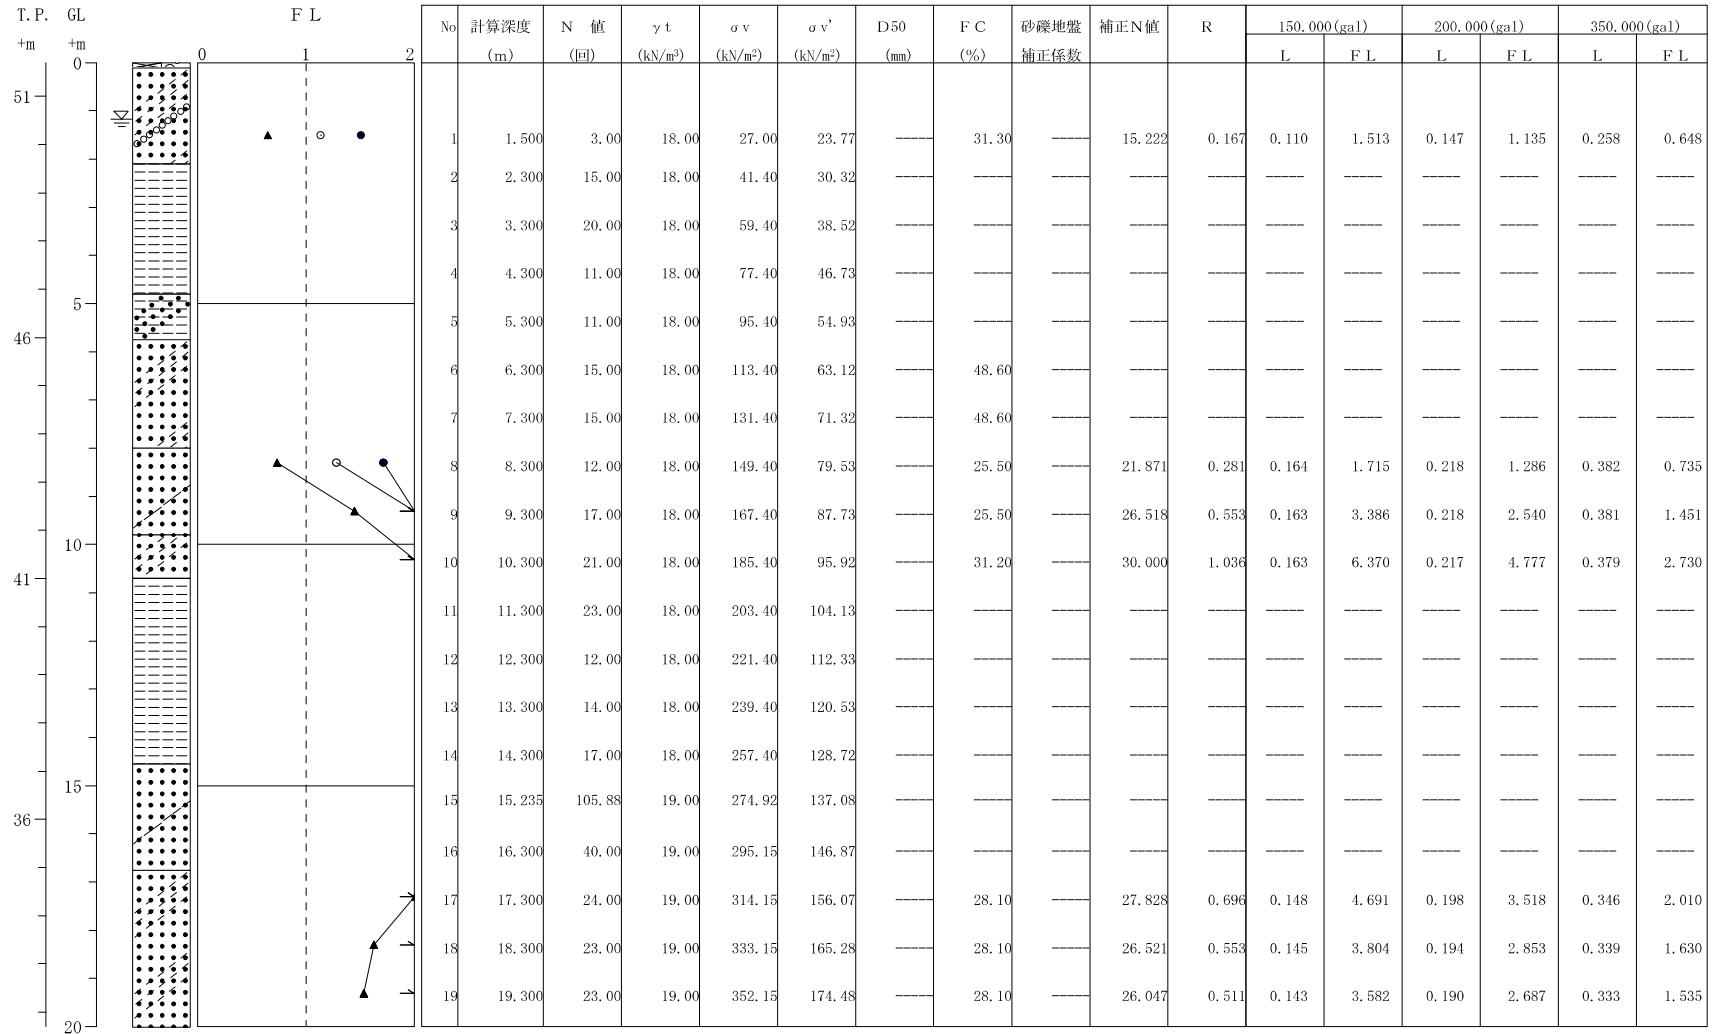 T.P. GL F L No 計算深度 N 値 γt σv σv' D50 F C 砂礫地盤 補正N値 R 150.000(gal) 200.000(gal) 350.000(gal)
+m +m (m) (回) (kN/m³) (kN/m²) (kN/m²) (mm) (%) 補正係数 L F L L F L L F L
0 0 1 2
51
1 1.500 3.00 18.00 27.00 23.77 ――― 31.30 ――― 15.222 0.167 0.110 1.513 0.147 1.135 0.258 0.648
2 2.300 15.00 18.00 41.40 30.32 ――― ――― ――― ――― ――― ――― ――― ――― ――― ――― ―――
3 3.300 20.00 18.00 59.40 38.52 ――― ――― ――― ――― ――― ――― ――― ――― ――― ――― ―――
4 4.300 11.00 18.00 77.40 46.73 ――― ――― ――― ――― ――― ――― ――― ――― ――― ――― ―――
5
5 5.300 11.00 18.00 95.40 54.93 ――― ――― ――― ――― ――― ――― ――― ――― ――― ――― ―――
46
6 6.300 15.00 18.00 113.40 63.12 ――― 48.60 ――― ――― ――― ――― ――― ――― ――― ――― ―――
7 7.300 15.00 18.00 131.40 71.32 ――― 48.60 ――― ――― ――― ――― ――― ――― ――― ――― ―――
8 8.300 12.00 18.00 149.40 79.53 ――― 25.50 ――― 21.871 0.281 0.164 1.715 0.218 1.286 0.382 0.735
9 9.300 17.00 18.00 167.40 87.73 ――― 25.50 ――― 26.518 0.553 0.163 3.386 0.218 2.540 0.381 1.451
10
10 10.300 21.00 18.00 185.40 95.92 ――― 31.20 ――― 30.000 1.036 0.163 6.370 0.217 4.777 0.379 2.730
41
11 11.300 23.00 18.00 203.40 104.13 ――― ――― ――― ――― ――― ――― ――― ――― ――― ――― ―――
12 12.300 12.00 18.00 221.40 112.33 ――― ――― ――― ――― ――― ――― ――― ――― ――― ――― ―――
13 13.300 14.00 18.00 239.40 120.53 ――― ――― ――― ――― ――― ――― ――― ――― ――― ――― ―――
14 14.300 17.00 18.00 257.40 128.72 ――― ――― ――― ――― ――― ――― ――― ――― ――― ――― ―――
15
15 15.235 105.88 19.00 274.92 137.08 ――― ――― ――― ――― ――― ――― ――― ――― ――― ――― ―――
36
16 16.300 40.00 19.00 295.15 146.87 ――― ――― ――― ――― ――― ――― ――― ――― ――― ――― ―――
17 17.300 24.00 19.00 314.15 156.07 ――― 28.10 ――― 27.828 0.696 0.148 4.691 0.198 3.518 0.346 2.010
18 18.300 23.00 19.00 333.15 165.28 ――― 28.10 ――― 26.521 0.553 0.145 3.804 0.194 2.853 0.339 1.630
19 19.300 23.00 19.00 352.15 174.48 ――― 28.10 ――― 26.047 0.511 0.143 3.582 0.190 2.687 0.333 1.535
20